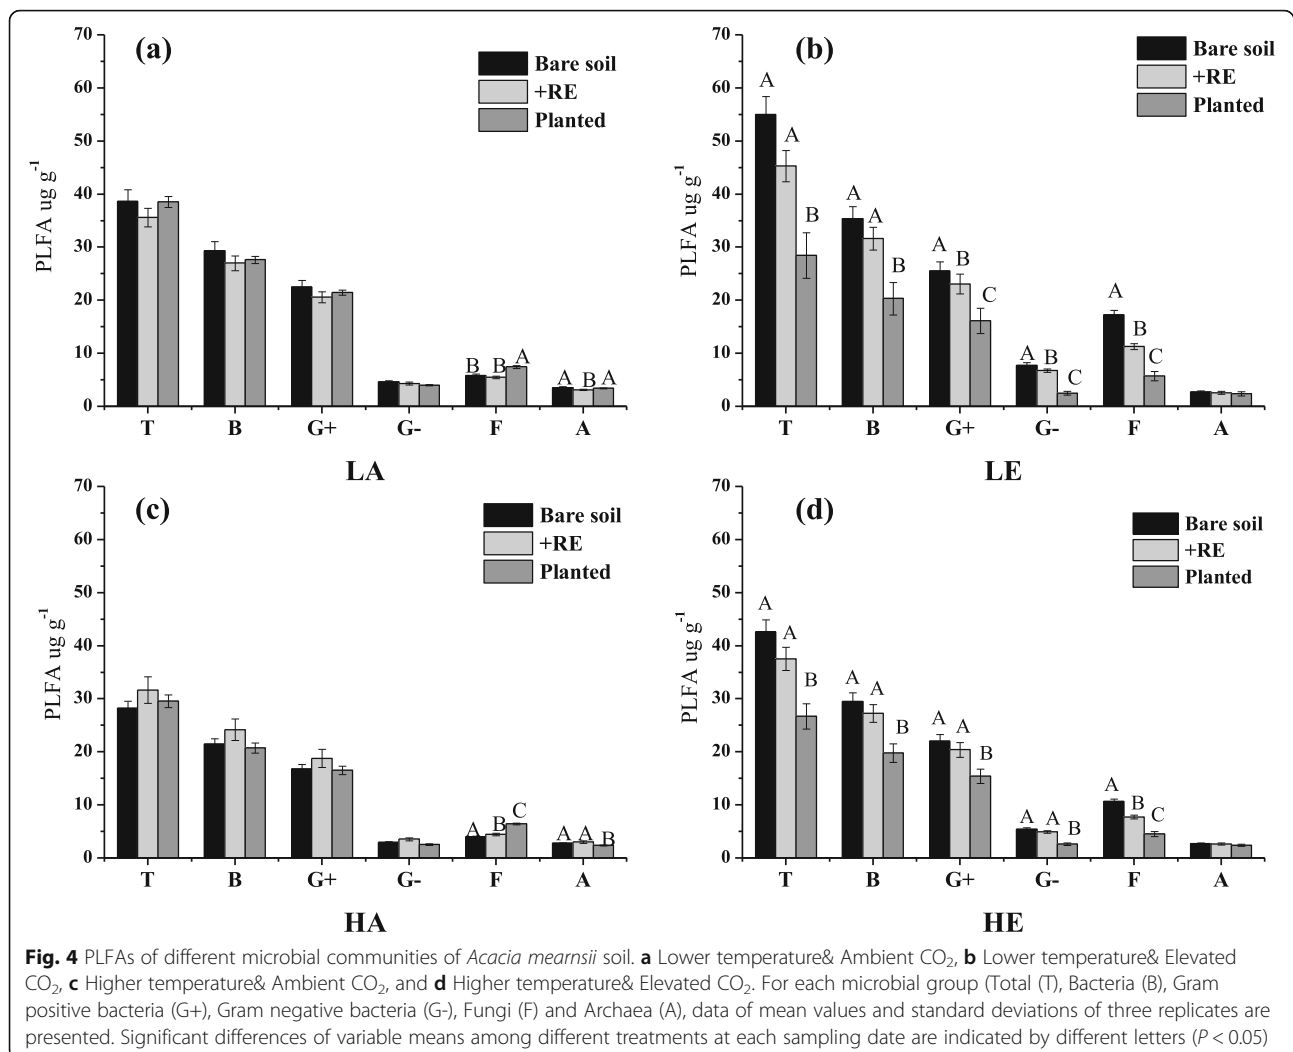 (a)
Bare soil
+RE
Planted
70
60
50
40
30
20
10
0
PLFA ug g⁻¹
B B A
A B A
T B G+ G- F A
LA
(b)
Bare soil
+RE
Planted
70
60
50
40
30
20
10
0
PLFA ug g⁻¹
A A B
A A B
A B C
A B C
A B C
T B G+ G- F A
LE
(c)
Bare soil
+RE
Planted
70
60
50
40
30
20
10
0
PLFA ug g⁻¹
A B C
A A B
T B G+ G- F A
HA
(d)
Bare soil
+RE
Planted
70
60
50
40
30
20
10
0
PLFA ug g⁻¹
A A B
A A B
A A B
A A B
A B C
T B G+ G- F A
HE
Fig. 4 PLFAs of different microbial communities of Acacia mearnsii soil. a Lower temperature& Ambient CO₂, b Lower temperature& Elevated
CO₂, c Higher temperature& Ambient CO₂, and d Higher temperature& Elevated CO₂. For each microbial group (Total (T), Bacteria (B), Gram
positive bacteria (G+), Gram negative bacteria (G-), Fungi (F) and Archaea (A), data of mean values and standard deviations of three replicates are
presented. Significant differences of variable means among different treatments at each sampling date are indicated by different letters (P < 0.05)